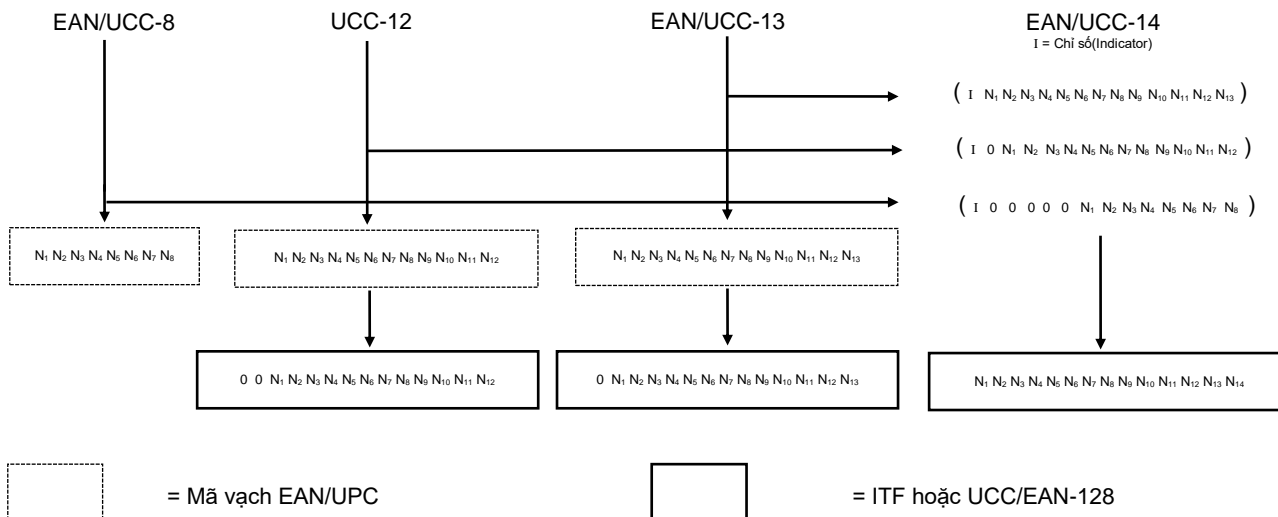 EAN/UCC-8 UCC-12 EAN/UCC-13 EAN/UCC-14
I = Chỉ số(Indicator)
( I N₁ N₂ N₃ N₄ N₅ N₆ N₇ N₈ N₉ N₁₀ N₁₁ N₁₂ N₁₃ )
( I 0 N₁ N₂ N₃ N₄ N₅ N₆ N₇ N₈ N₉ N₁₀ N₁₁ N₁₂ )
( I 0 0 0 0 0 N₁ N₂ N₃ N₄ N₅ N₆ N₇ N₈ )
N₁ N₂ N₃ N₄ N₅ N₆ N₇ N₈ N₁ N₂ N₃ N₄ N₅ N₆ N₇ N₈ N₉ N₁₀ N₁₁ N₁₂ N₁ N₂ N₃ N₄ N₅ N₆ N₇ N₈ N₉ N₁₀ N₁₁ N₁₂ N₁₃
0 0 N₁ N₂ N₃ N₄ N₅ N₆ N₇ N₈ N₉ N₁₀ N₁₁ N₁₂ 0 N₁ N₂ N₃ N₄ N₅ N₆ N₇ N₈ N₉ N₁₀ N₁₁ N₁₂ N₁₃ N₁ N₂ N₃ N₄ N₅ N₆ N₇ N₈ N₉ N₁₀ N₁₁ N₁₂ N₁₃ N₁₄
= Mã vạch EAN/UPC = ITF hoặc UCC/EAN-128